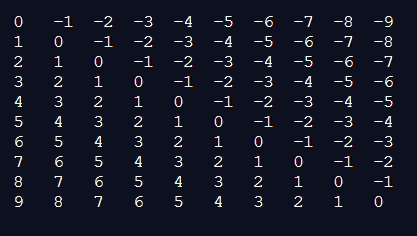 0 -1 -2 -3 -4 -5 -6 -7 -8 -9
1 0 -1 -2 -3 -4 -5 -6 -7 -8
2 1 0 -1 -2 -3 -4 -5 -6 -7
3 2 1 0 -1 -2 -3 -4 -5 -6
4 3 2 1 0 -1 -2 -3 -4 -5
5 4 3 2 1 0 -1 -2 -3 -4
6 5 4 3 2 1 0 -1 -2 -3
7 6 5 4 3 2 1 0 -1 -2
8 7 6 5 4 3 2 1 0 -1
9 8 7 6 5 4 3 2 1 0